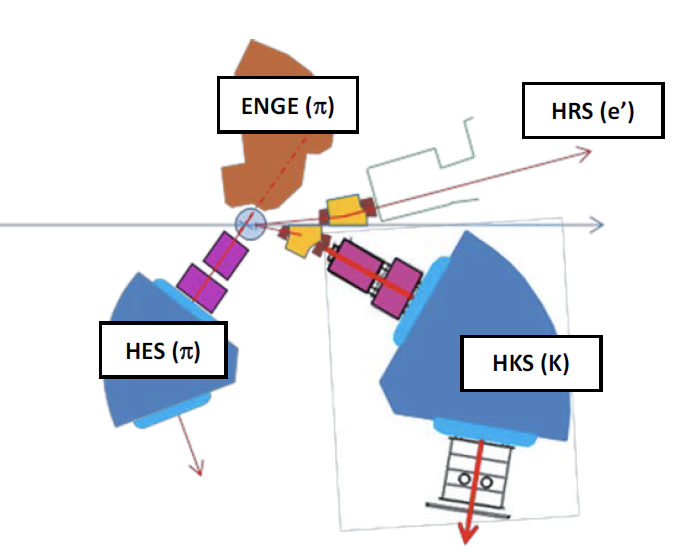 ENGE (π)
HRS (e’)
HES (π)
HKS (K)